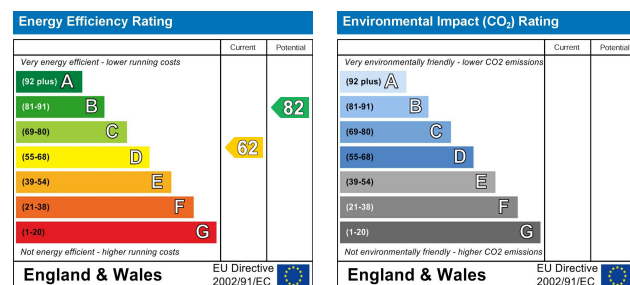 Energy Efficiency Rating
Current Potential
Very energy efficient - lower running costs
(92 plus) A
(81-91) B
82
(69-80) C
(55-68) D
62
(39-54) E
(21-38) F
(1-20) G
Not energy efficient - higher running costs
England & Wales
EU Directive
2002/91/EC
Environmental Impact (CO₂) Rating
Current Potential
Very environmentally friendly - lower CO2 emissions
(92 plus) A
(81-91) B
(69-80) C
(55-68) D
(39-54) E
(21-38) F
(1-20) G
Not environmentally friendly - higher CO2 emissions
England & Wales
EU Directive
2002/91/EC